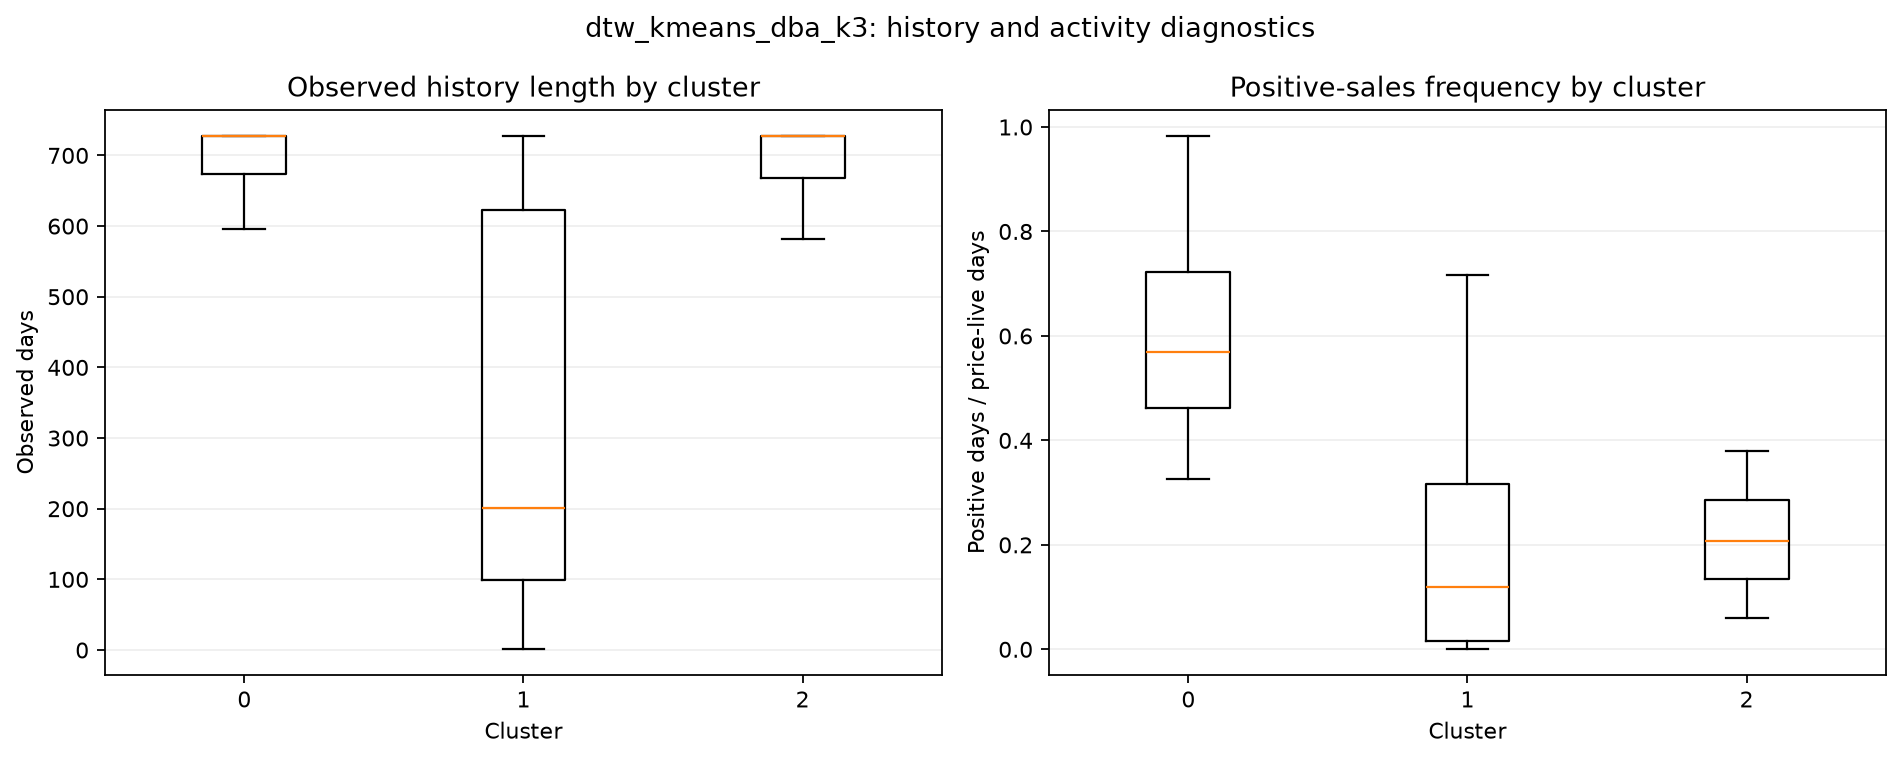 dtw_kmeans_dba_k3: history and activity diagnostics
Observed history length by cluster
Observed days
700
600
500
400
300
200
100
0
0
1
2
Cluster
Positive-sales frequency by cluster
Positive days / price-live days
1.0
0.8
0.6
0.4
0.2
0.0
0
1
2
Cluster